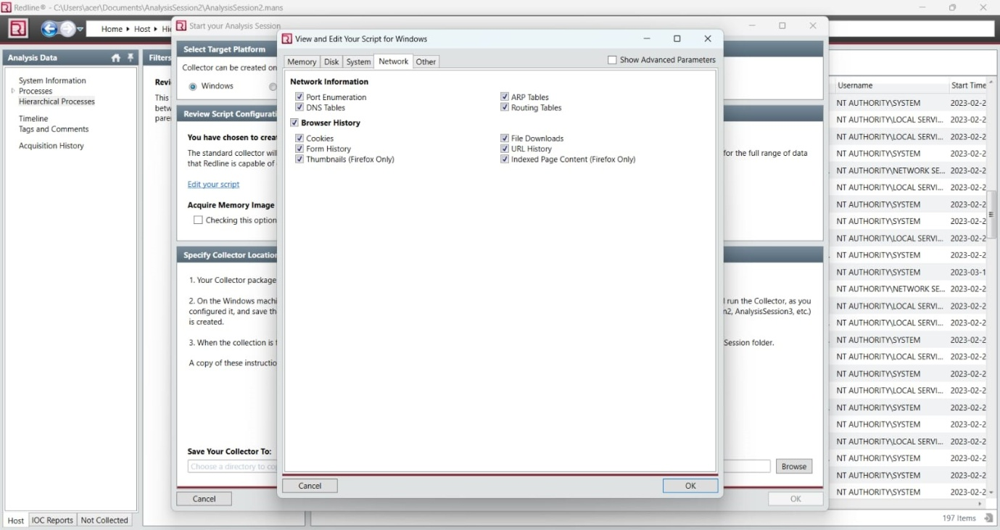 Redline® - C:\Users\acer\Documents\AnalysisSession2\AnalysisSession2.mans
Home ▸ Host ▸ Hi
Analysis Data
System Information
Processes
Hierarchical Processes
Timeline
Tags and Comments
Acquisition History
Host
IOC Reports
Not Collected
Filters
Revi
This
betw
pare
Start your Analysis Session
Select Target Platform
Collector can be created on
Windows
Review Script Configurati
You have chosen to crea
The standard collector will
for the full range of data
that Redline is capable of
Edit your script
Acquire Memory Image
Checking this option
Specify Collector Location
1. Your Collector package
2. On the Windows machi
run the Collector, as you
configured it, and save th
n2, AnalysisSession3, etc.)
is created.
3. When the collection is f
Session folder.
A copy of these instructio
Save Your Collector To:
Choose a directory to co
Browse
Cancel
OK
View and Edit Your Script for Windows
Memory
Disk
System
Network
Other
Show Advanced Parameters
Network Information
Port Enumeration
ARP Tables
DNS Tables
Routing Tables
Browser History
Cookies
File Downloads
Form History
URL History
Thumbnails (Firefox Only)
Indexed Page Content (Firefox Only)
Cancel
OK
Username Start Time
NT AUTHORITY\SYSTEM 2023-02-2
NT AUTHORITY\LOCAL SERVI... 2023-02-2
NT AUTHORITY\LOCAL SERVI... 2023-02-2
NT AUTHORITY\SYSTEM 2023-02-2
NT AUTHORITY\NETWORK SE... 2023-02-2
NT AUTHORITY\LOCAL SERVI... 2023-02-2
NT AUTHORITY\SYSTEM 2023-02-2
NT AUTHORITY\SYSTEM 2023-02-2
NT AUTHORITY\LOCAL SERVI... 2023-02-2
NT AUTHORITY\SYSTEM 2023-02-2
NT AUTHORITY\SYSTEM 2023-03-1
NT AUTHORITY\NETWORK SE... 2023-02-2
NT AUTHORITY\LOCAL SERVI... 2023-02-2
NT AUTHORITY\LOCAL SERVI... 2023-02-2
NT AUTHORITY\SYSTEM 2023-02-2
NT AUTHORITY\LOCAL SERVI... 2023-02-2
NT AUTHORITY\SYSTEM 2023-02-2
NT AUTHORITY\LOCAL SERVI... 2023-02-2
NT AUTHORITY\SYSTEM 2023-02-2
NT AUTHORITY\SYSTEM 2023-02-2
NT AUTHORITY\LOCAL SERVI... 2023-02-2
NT AUTHORITY\SYSTEM 2023-02-2
NT AUTHORITY\SYSTEM 2023-02-2
NT AUTHORITY\SYSTEM 2023-02-2
197 Items